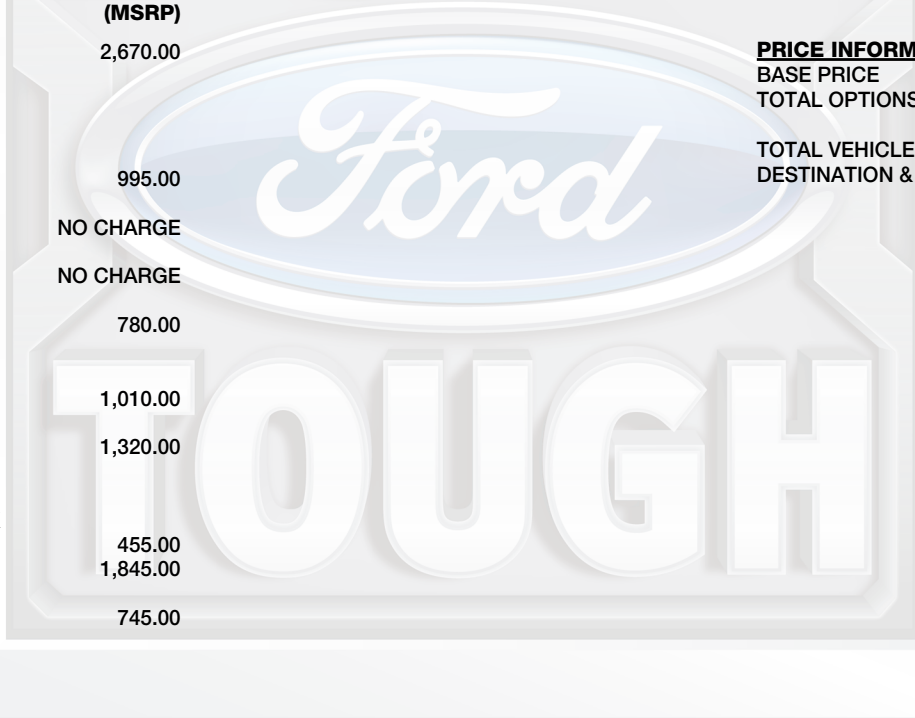 (MSRP)
2,670.00
995.00
NO CHARGE
NO CHARGE
780.00
1,010.00
1,320.00
455.00
1,845.00
745.00
PRICE INFORM
BASE PRICE
TOTAL OPTIONS
TOTAL VEHICLE
DESTINATION &
Ford
TOUGH